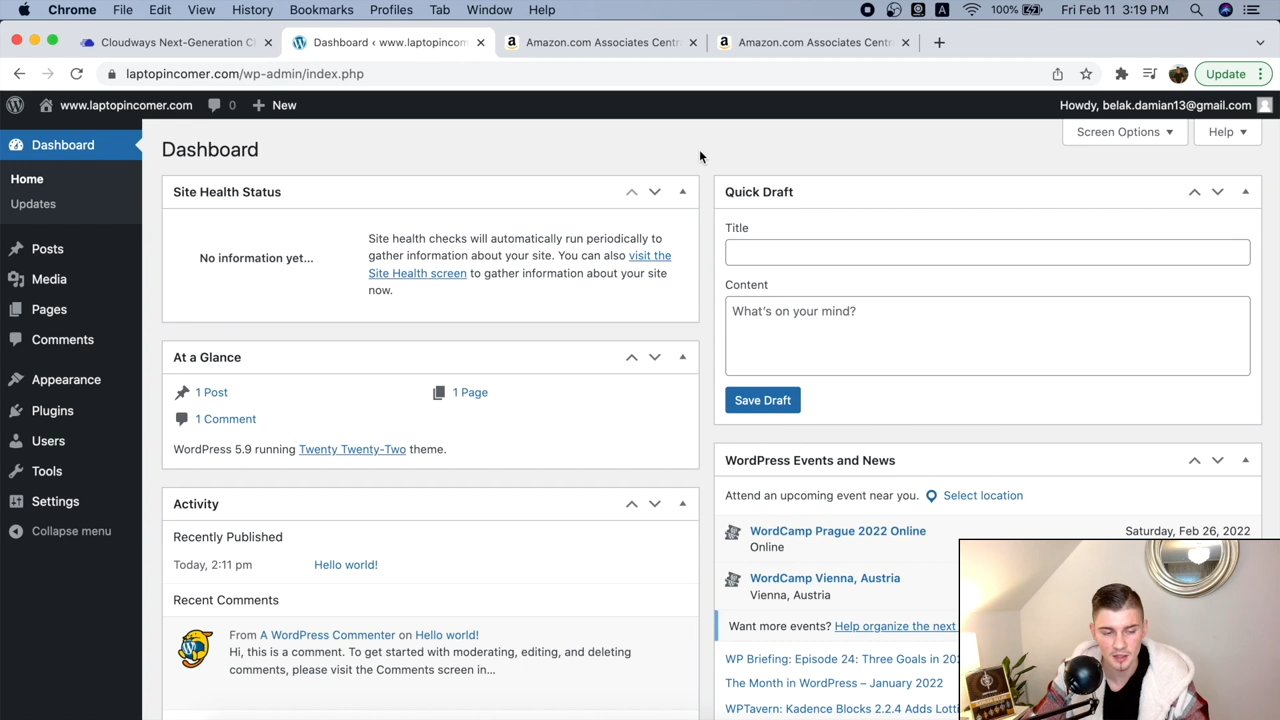 Chrome File Edit View History Bookmarks Profiles Tab Window Help A 100% Fri Feb 11 3:19 PM
Cloudways Next-Generation Cl
Dashboard ‹ www.laptopincom
Amazon.com Associates Centr
Amazon.com Associates Centr
laptopincomer.com/wp-admin/index.php
Update
www.laptopincomer.com 0 New
Howdy, belak.damian13@gmail.com
Dashboard
Home
Updates
Posts
Media
Pages
Comments
Appearance
Plugins
Users
Tools
Settings
Collapse menu
Screen Options
Help
Dashboard
Site Health Status
No information yet...
Site health checks will automatically run periodically to
gather information about your site. You can also visit the
Site Health screen to gather information about your site
now.
At a Glance
1 Post
1 Page
1 Comment
WordPress 5.9 running Twenty Twenty-Two theme.
Activity
Recently Published
Today, 2:11 pm Hello world!
Recent Comments
From A WordPress Commenter on Hello world!
Hi, this is a comment. To get started with moderating, editing, and deleting
comments, please visit the Comments screen in...
Quick Draft
Title
Content
What's on your mind?
Save Draft
WordPress Events and News
Attend an upcoming event near you. Select location
WordCamp Prague 2022 Online Saturday, Feb 26, 2022
Online
WordCamp Vienna, Austria
Vienna, Austria
Want more events? Help organize the next
WP Briefing: Episode 24: Three Goals in 202
The Month in WordPress – January 2022
WPTavern: Kadence Blocks 2.2.4 Adds Lotti